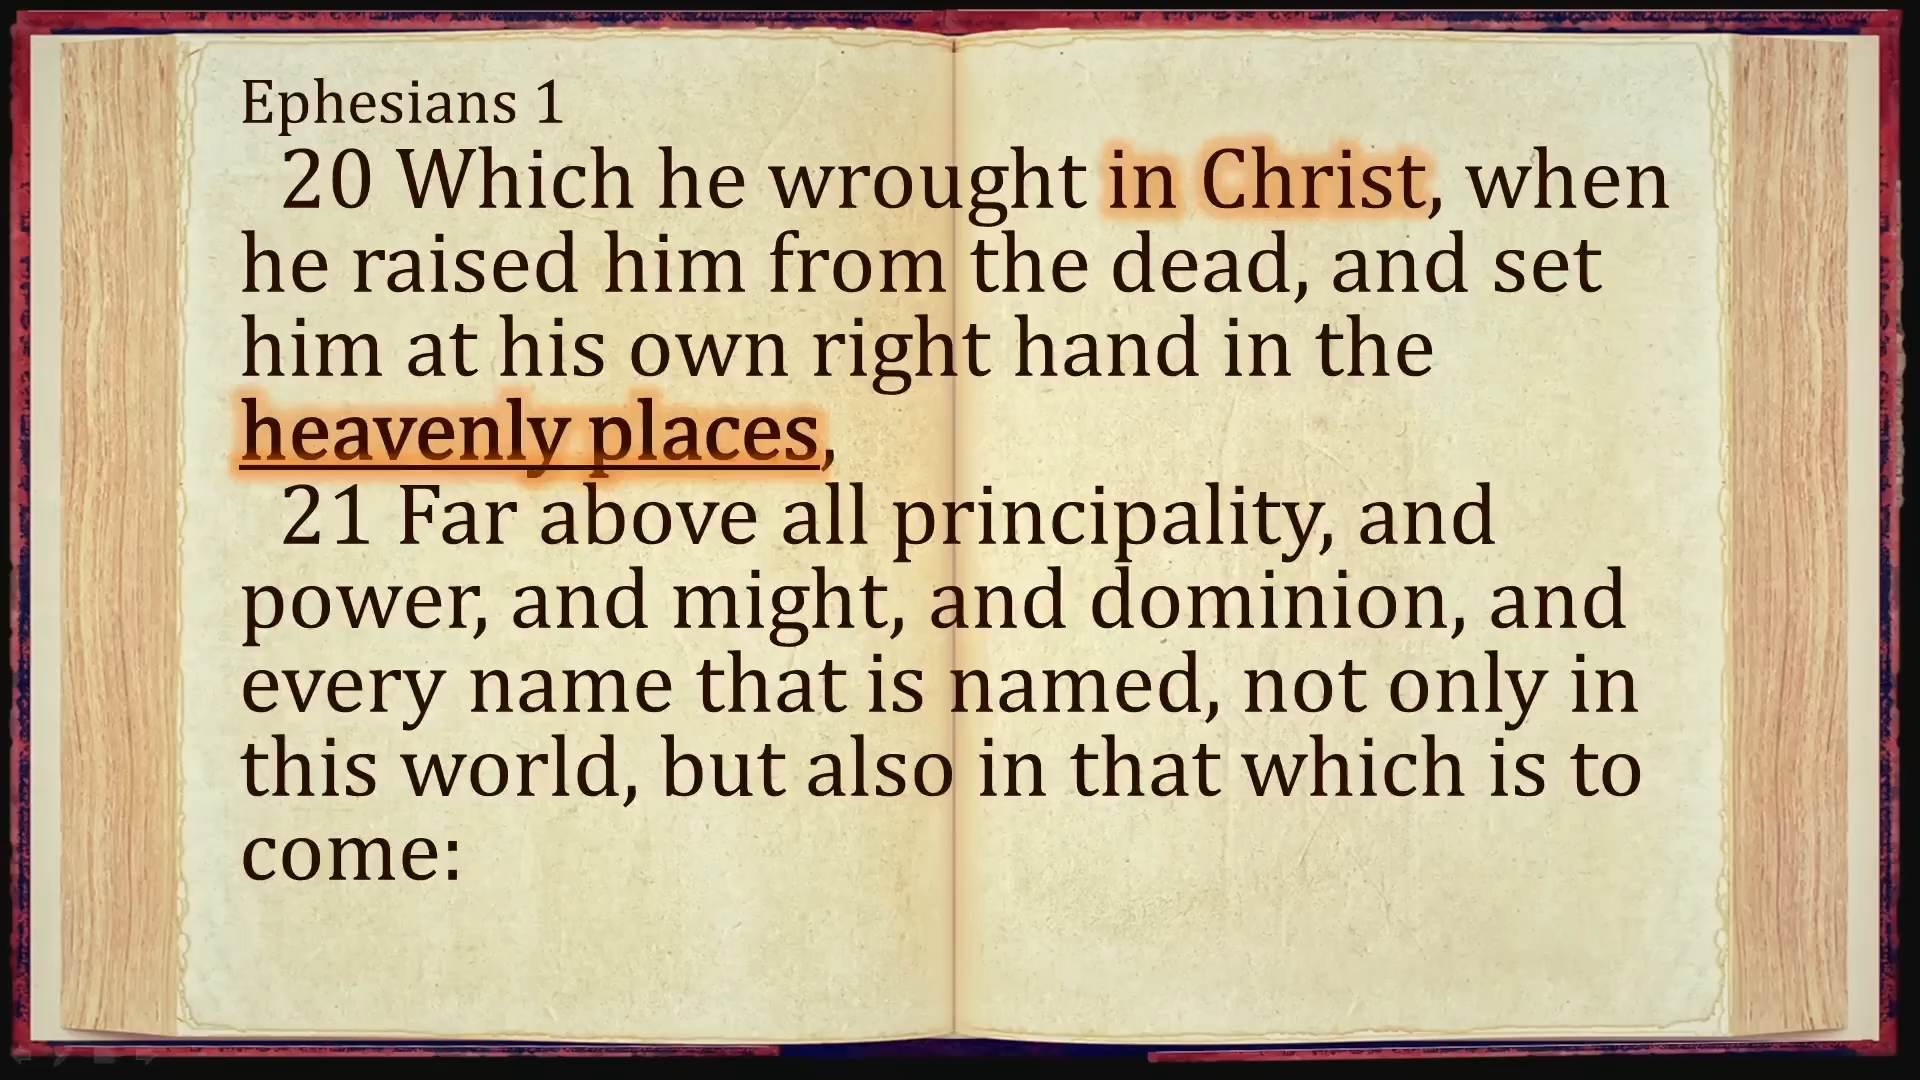 Ephesians 1
20 Which he wrought in Christ, when
he raised him from the dead, and set
him at his own right hand in the
heavenly places,
21 Far above all principality, and
power, and might, and dominion, and
every name that is named, not only in
this world, but also in that which is to
come: